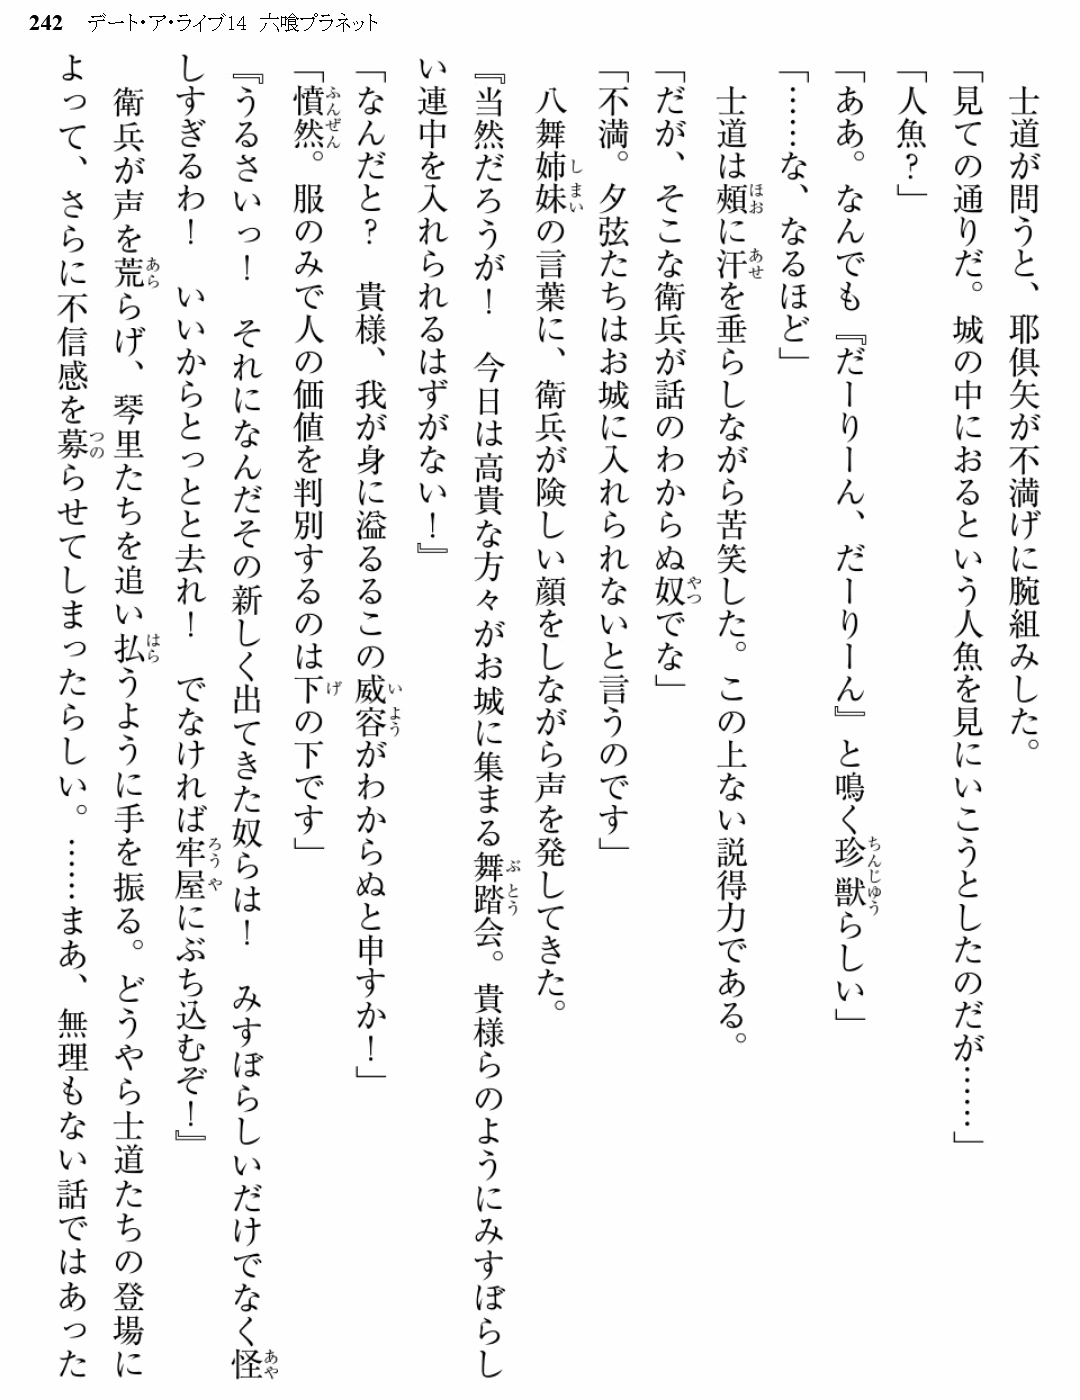 242 デート・ア・ライブ14 六喰プラネット
　士道が問うと、耶倶矢が不満げに腕組みした。
「見ての通りだ。城の中におるという人魚を見にいこうとしたのだが……」
「人魚？」
「ああ。なんでも『だーりーん、だーりーん』と鳴く珍獣らしい」
「……な、なるほど」
　士道は頰に汗を垂らしながら苦笑した。この上ない説得力である。
「だが、そこな衛兵が話のわからぬ奴でな」
「不満。夕弦たちはお城に入れられないと言うのです」
　八舞姉妹の言葉に、衛兵が険しい顔をしながら声を発してきた。
『当然だろうが！　今日は高貴な方々がお城に集まる舞踏会。貴様らのようにみすぼらし
い連中を入れられるはずがない！』
「なんだと？　貴様、我が身に溢るるこの威容がわからぬと申すか！」
「憤然。服のみで人の価値を判別するのは下の下です」
『うるさいっ！　それになんだその新しく出てきた奴らは！　みすぼらしいだけでなく怪
しすぎるわ！　いいからとっとと去れ！　でなければ牢屋にぶち込むぞ！』
　衛兵が声を荒らげ、琴里たちを追い払うように手を振る。どうやら士道たちの登場に
よって、さらに不信感を募らせてしまったらしい。……まあ、無理もない話ではあった